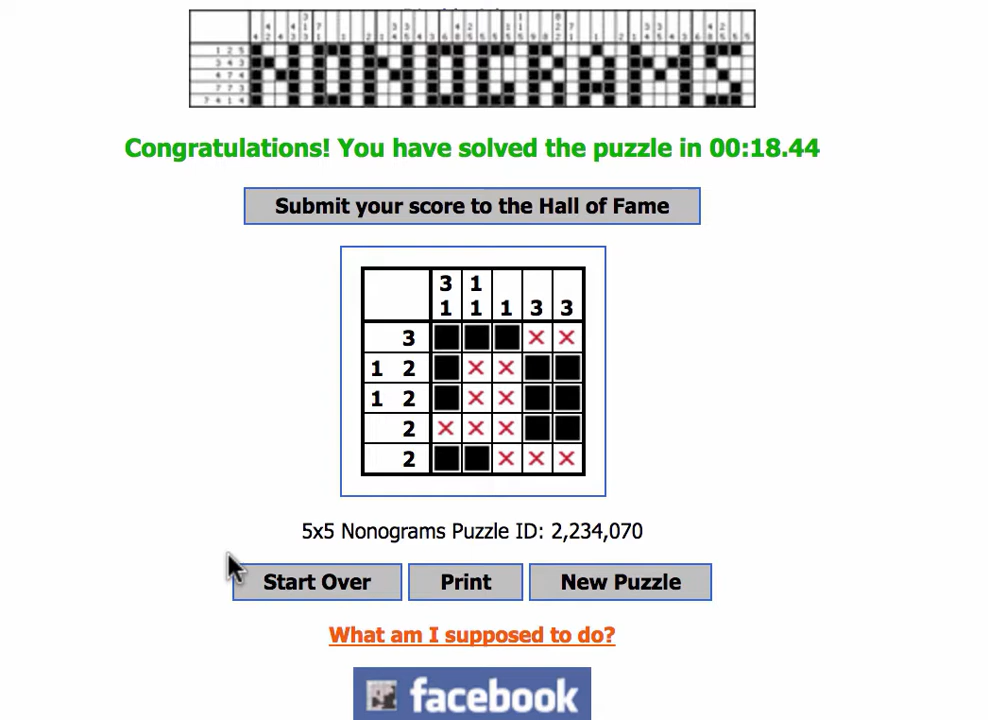 NONOGRAMS
Congratulations! You have solved the puzzle in 00:18.44
Submit your score to the Hall of Fame
3 1
1 1 1 3 3
3
1 2
1 2
2
2
5x5 Nonograms Puzzle ID: 2,234,070
Start Over Print New Puzzle
What am I supposed to do?
facebook